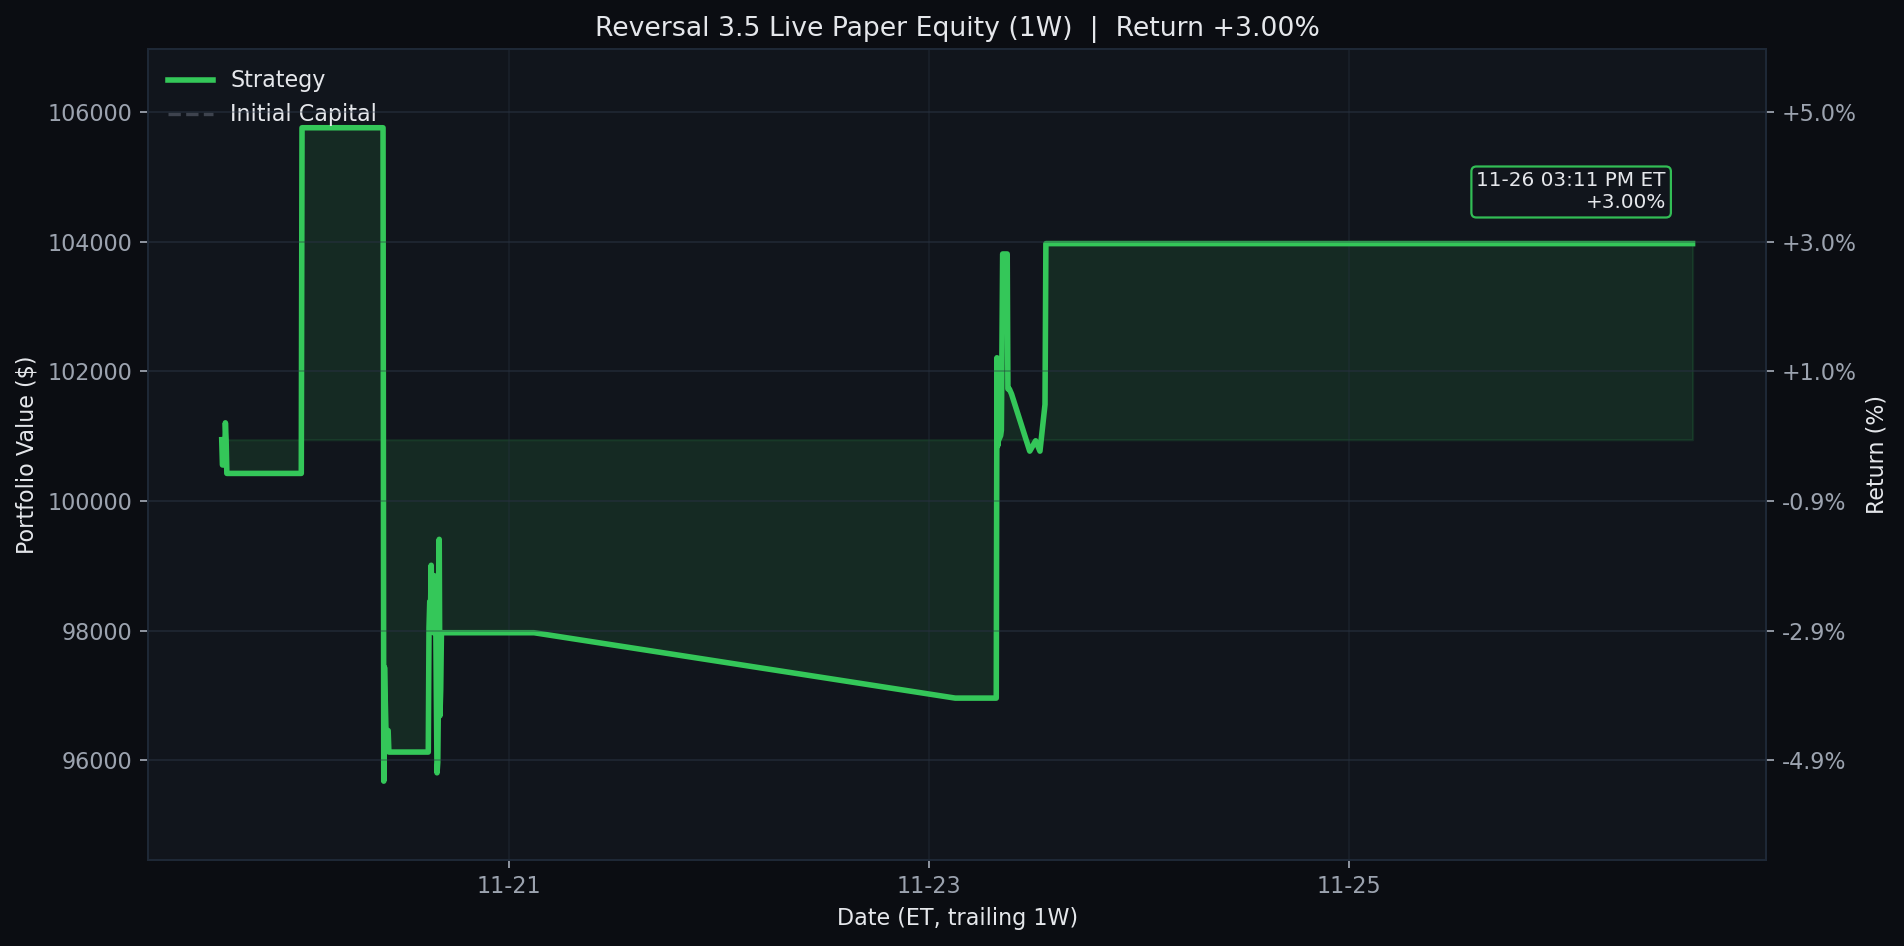 Reversal 3.5 Live Paper Equity (1W)  |  Return +3.00%
Strategy
Initial Capital
11-26 03:11 PM ET
+3.00%
Portfolio Value ($)
106000
104000
102000
100000
98000
96000
+5.0%
+3.0%
+1.0%
-0.9%
-2.9%
-4.9%
Return (%)
11-21
11-23
11-25
Date (ET, trailing 1W)